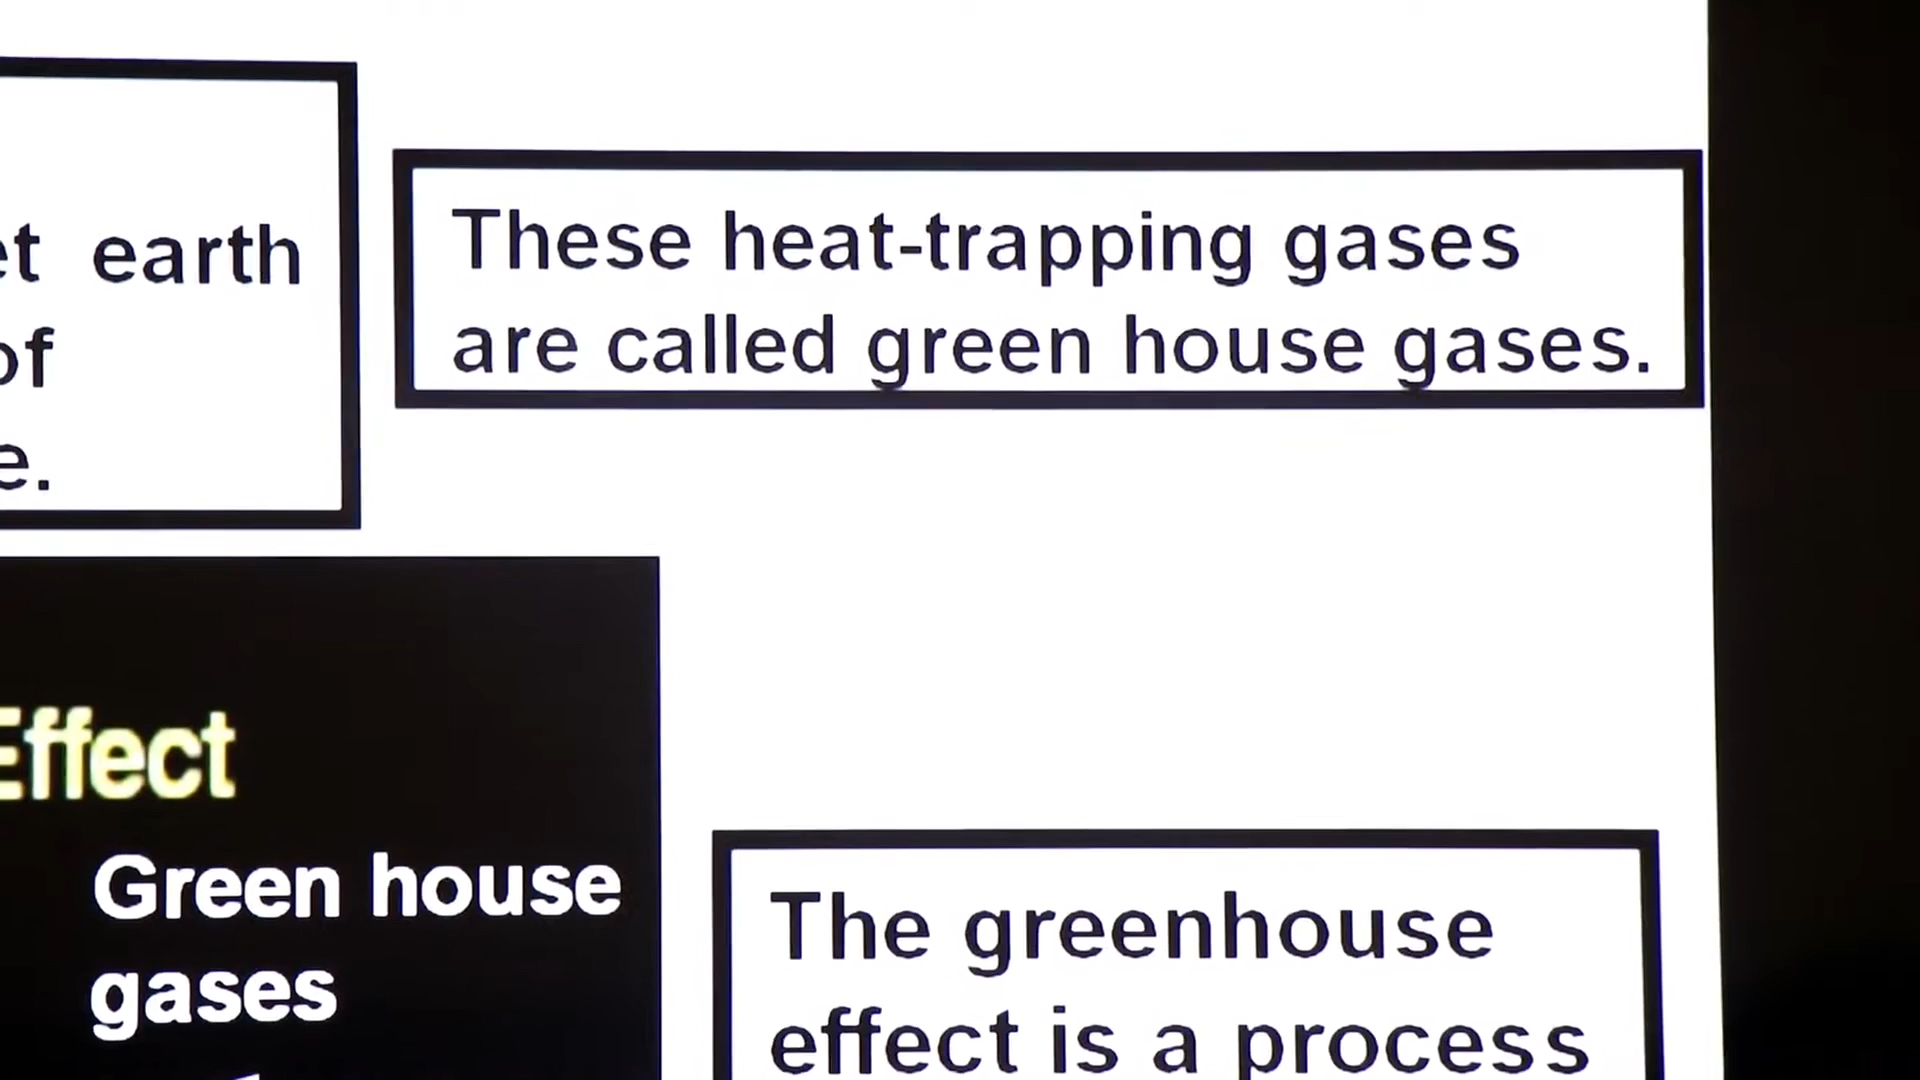 earth
of
These heat-trapping gases
are called green house gases.
Effect
Green house
gases
The greenhouse
effect is a process